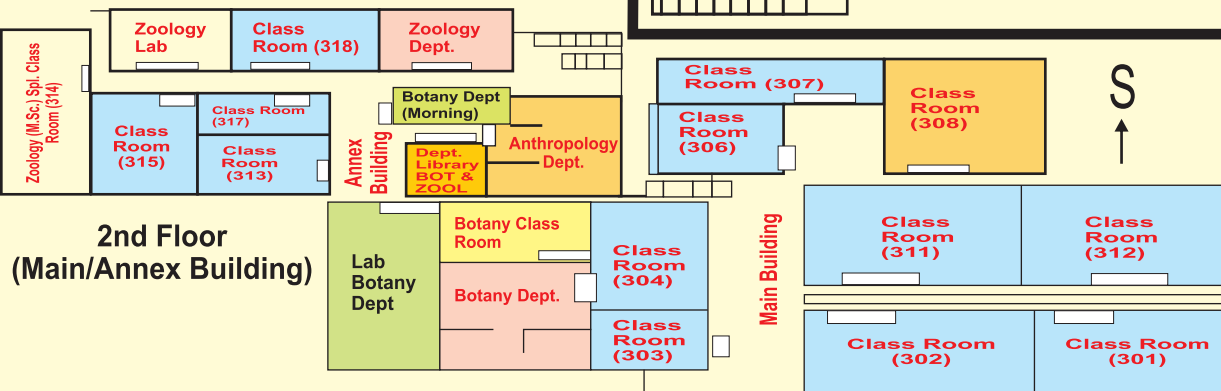 Zoology
Lab
Class
Room (318)
Zoology
Dept.
Zoology (M.Sc.) Spl. Class
Room (314)
Class
Room
(315)
Class Room
(317)
Class
Room
(313)
Annex
Building
Botany Dept
(Morning)
Dept.
Library
BOT &
ZOOL
Anthropology
Dept.
Class
Room (307)
Class
Room
(306)
Class
Room
(308)
S
2nd Floor
(Main/Annex Building)
Lab
Botany
Dept
Botany Class
Room
Botany Dept.
Class
Room
(304)
Class
Room
(303)
Main Building
Class
Room
(311)
Class
Room
(312)
Class Room
(302)
Class Room
(301)